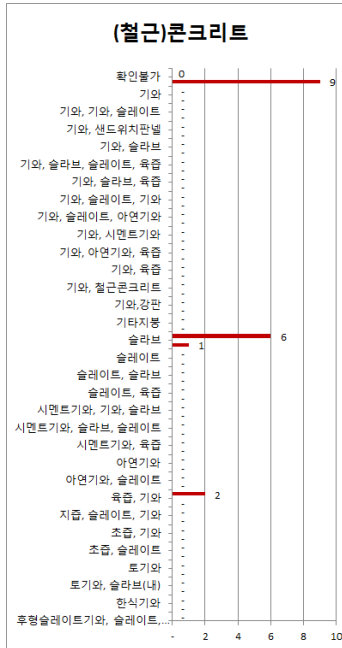 (철근)콘크리트
확인불가 0
9
기와 -
기와, 기와, 슬레이트 -
기와, 샌드위치판넬 -
기와, 슬라브 -
기와, 슬라브, 슬레이트, 육즙 -
기와, 슬라브, 육즙 -
기와, 슬레이트, 기와 -
기와, 슬레이트, 아연기와 -
기와, 시멘트기와 -
기와, 아연기와, 육즙 -
기와, 육즙 -
기와, 철근콘크리트 -
기와,강판 -
기타지붕 -
슬라브 6
1
슬레이트 -
슬레이트, 슬라브 -
슬레이트, 육즙 -
시멘트기와, 기와, 슬라브 -
시멘트기와, 슬라브, 슬레이트 -
시멘트기와, 육즙 -
아연기와 -
아연기와, 슬레이트 -
육즙, 기와 2
지즙, 슬레이트, 기와 -
초즙, 기와 -
초즙, 슬레이트 -
토기와 -
토기와, 슬라브(내) -
한식기와 -
후형슬레이트기와, 슬레이트,... -
- 2 4 6 8 10